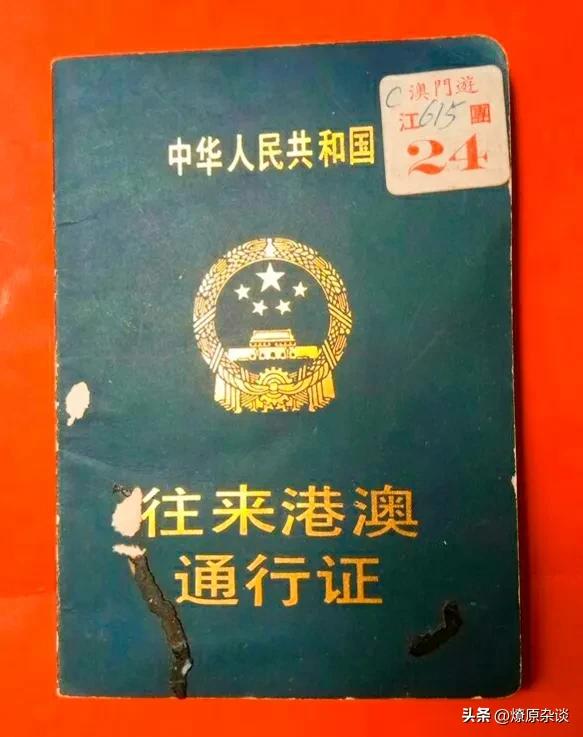 C 澳門遊
江615團
24
中华人民共和国
往来港澳
通行证
头条 @燎原杂谈